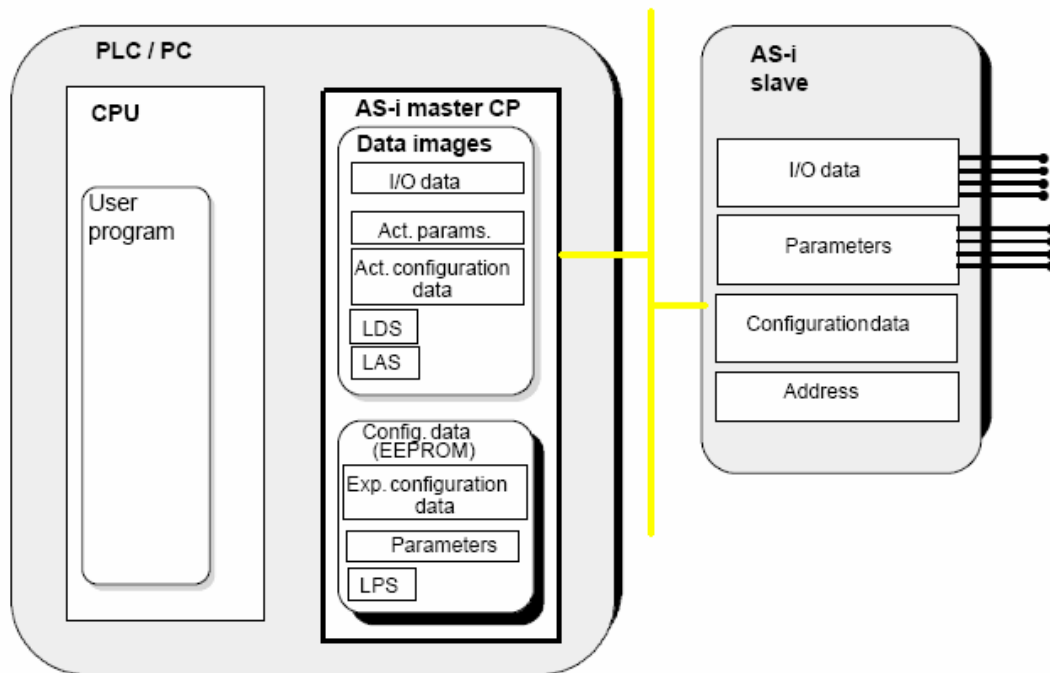 PLC / PC
CPU
User
program
AS-i master CP
Data images
I/O data
Act. params.
Act. configuration
data
LDS
LAS
Config. data
(EEPROM)
Exp. configuration
data
Parameters
LPS
AS-i
slave
I/O data
Parameters
Configurationdata
Address